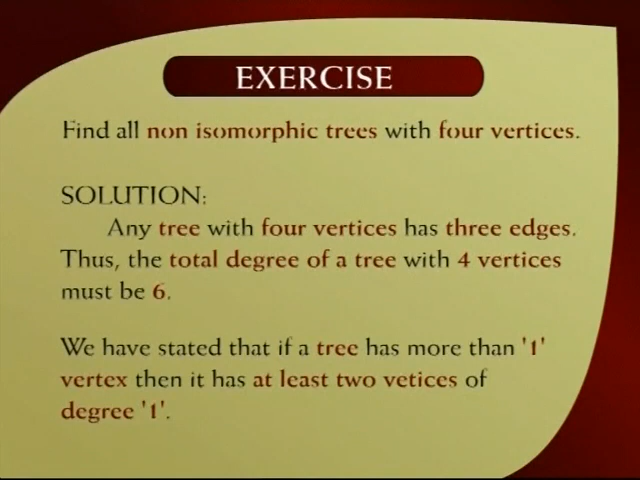 EXERCISE
Find all non isomorphic trees with four vertices.
SOLUTION:
Any tree with four vertices has three edges.
Thus, the total degree of a tree with 4 vertices
must be 6.
We have stated that if a tree has more than '1'
vertex then it has at least two vetices of
degree '1'.